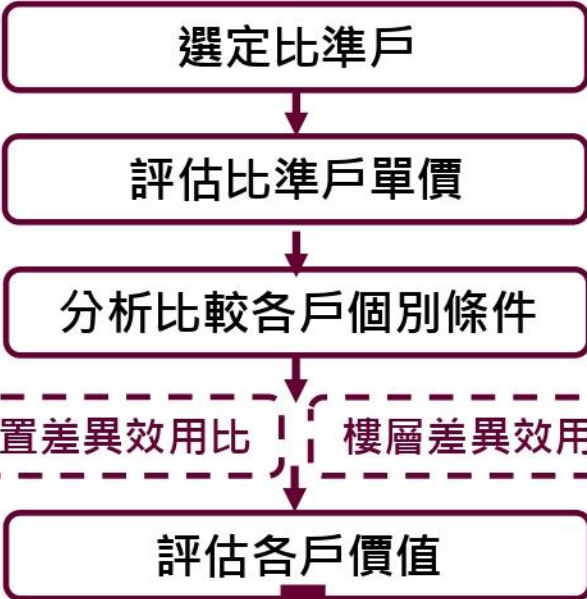 選定比準戶
評估比準戶單價
分析比較各戶個別條件
置差異效用比
樓層差異效用
評估各戶價值